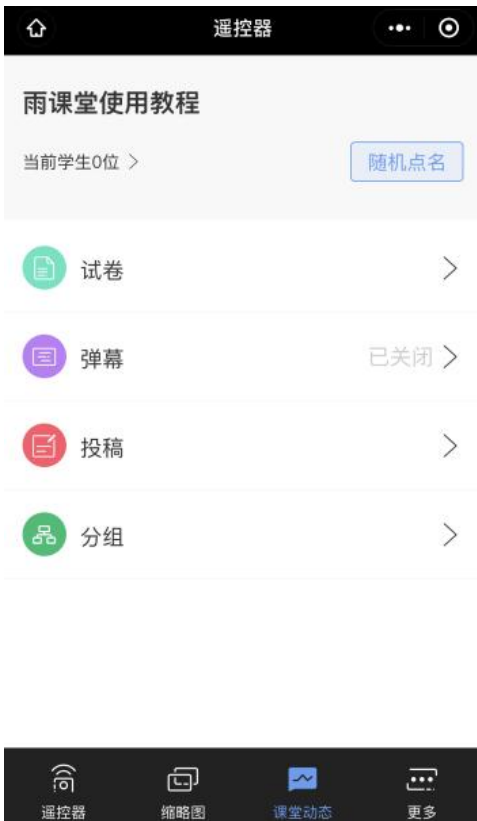 遥控器
雨课堂使用教程
当前学生0位
随机点名
试卷
弹幕
已关闭
投稿
分组
遥控器
缩略图
课堂动态
更多